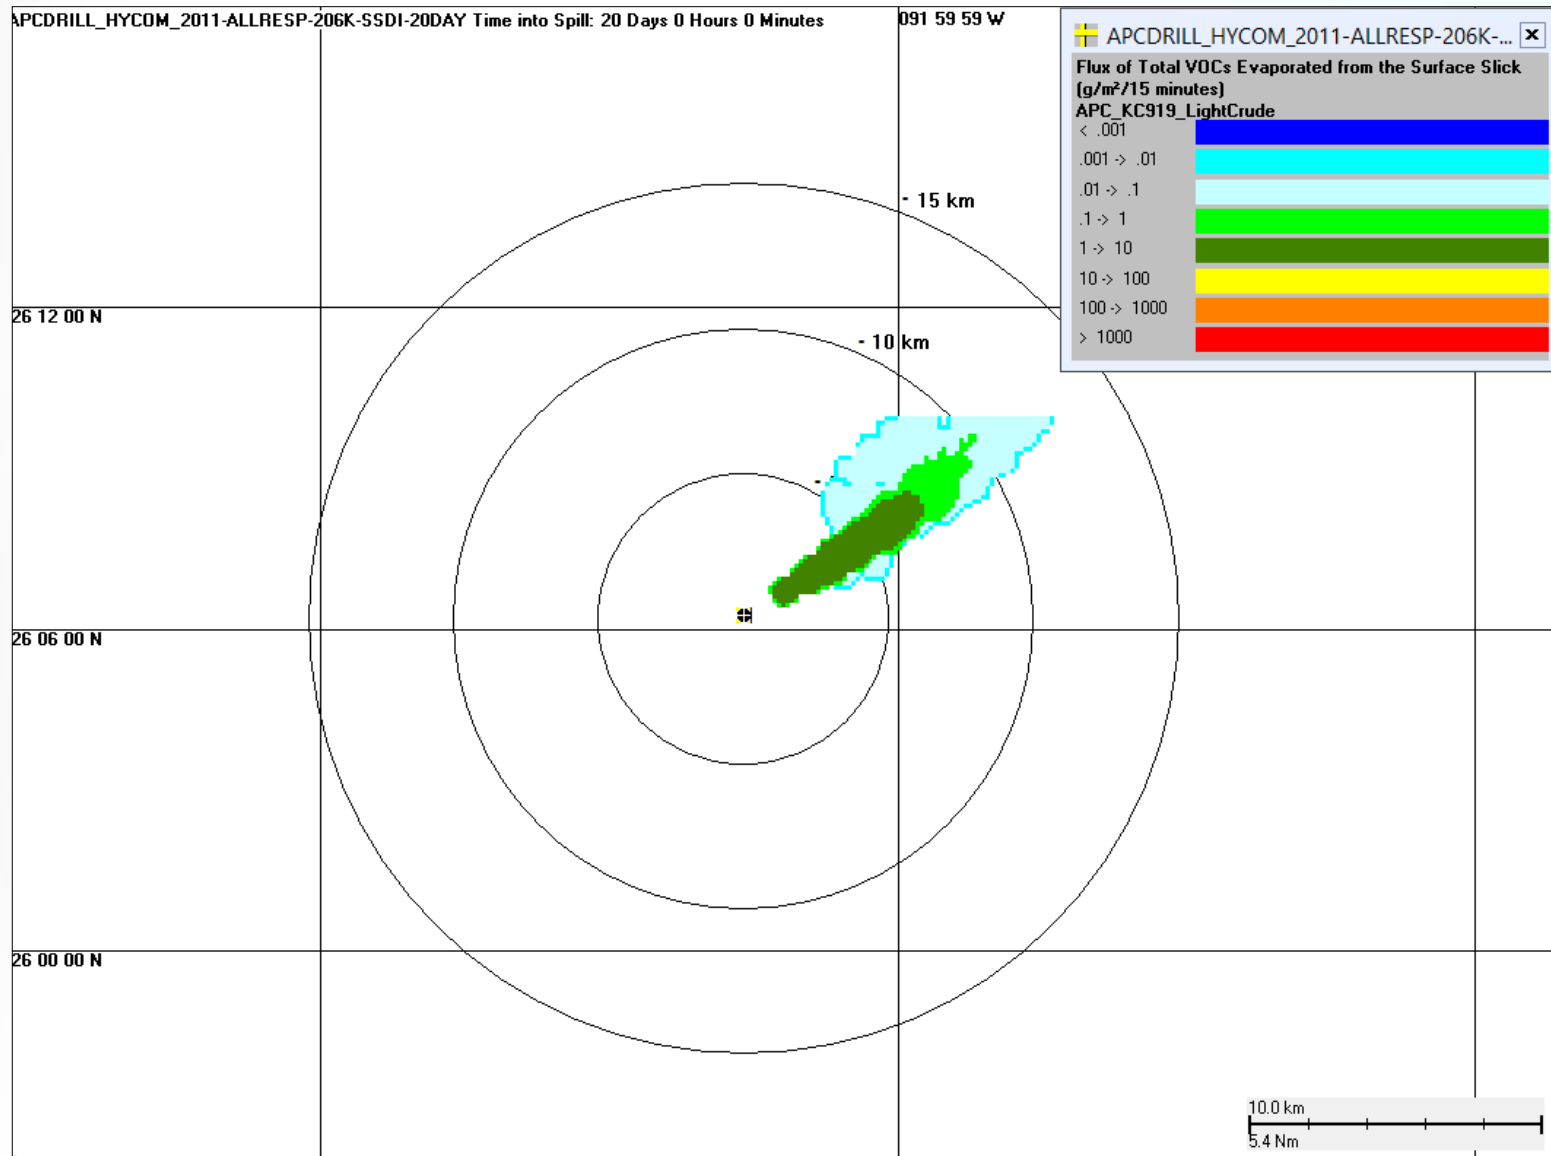 APCDRILL_HYCOM_2011-ALLRESP-206K-SSDI-20DAY Time into Spill: 20 Days 0 Hours 0 Minutes
091 59 59 W
APCDRILL_HYCOM_2011-ALLRESP-206K-...
Flux of Total VOCs Evaporated from the Surface Slick
(g/m²/15 minutes)
APC_KC919_LightCrude
< .001
.001 -> .01
.01 -> .1
.1 -> 1
1 -> 10
10 -> 100
100 -> 1000
> 1000
- 15 km
26 12 00 N
- 10 km
26 06 00 N
26 00 00 N
10.0 km
5.4 Nm